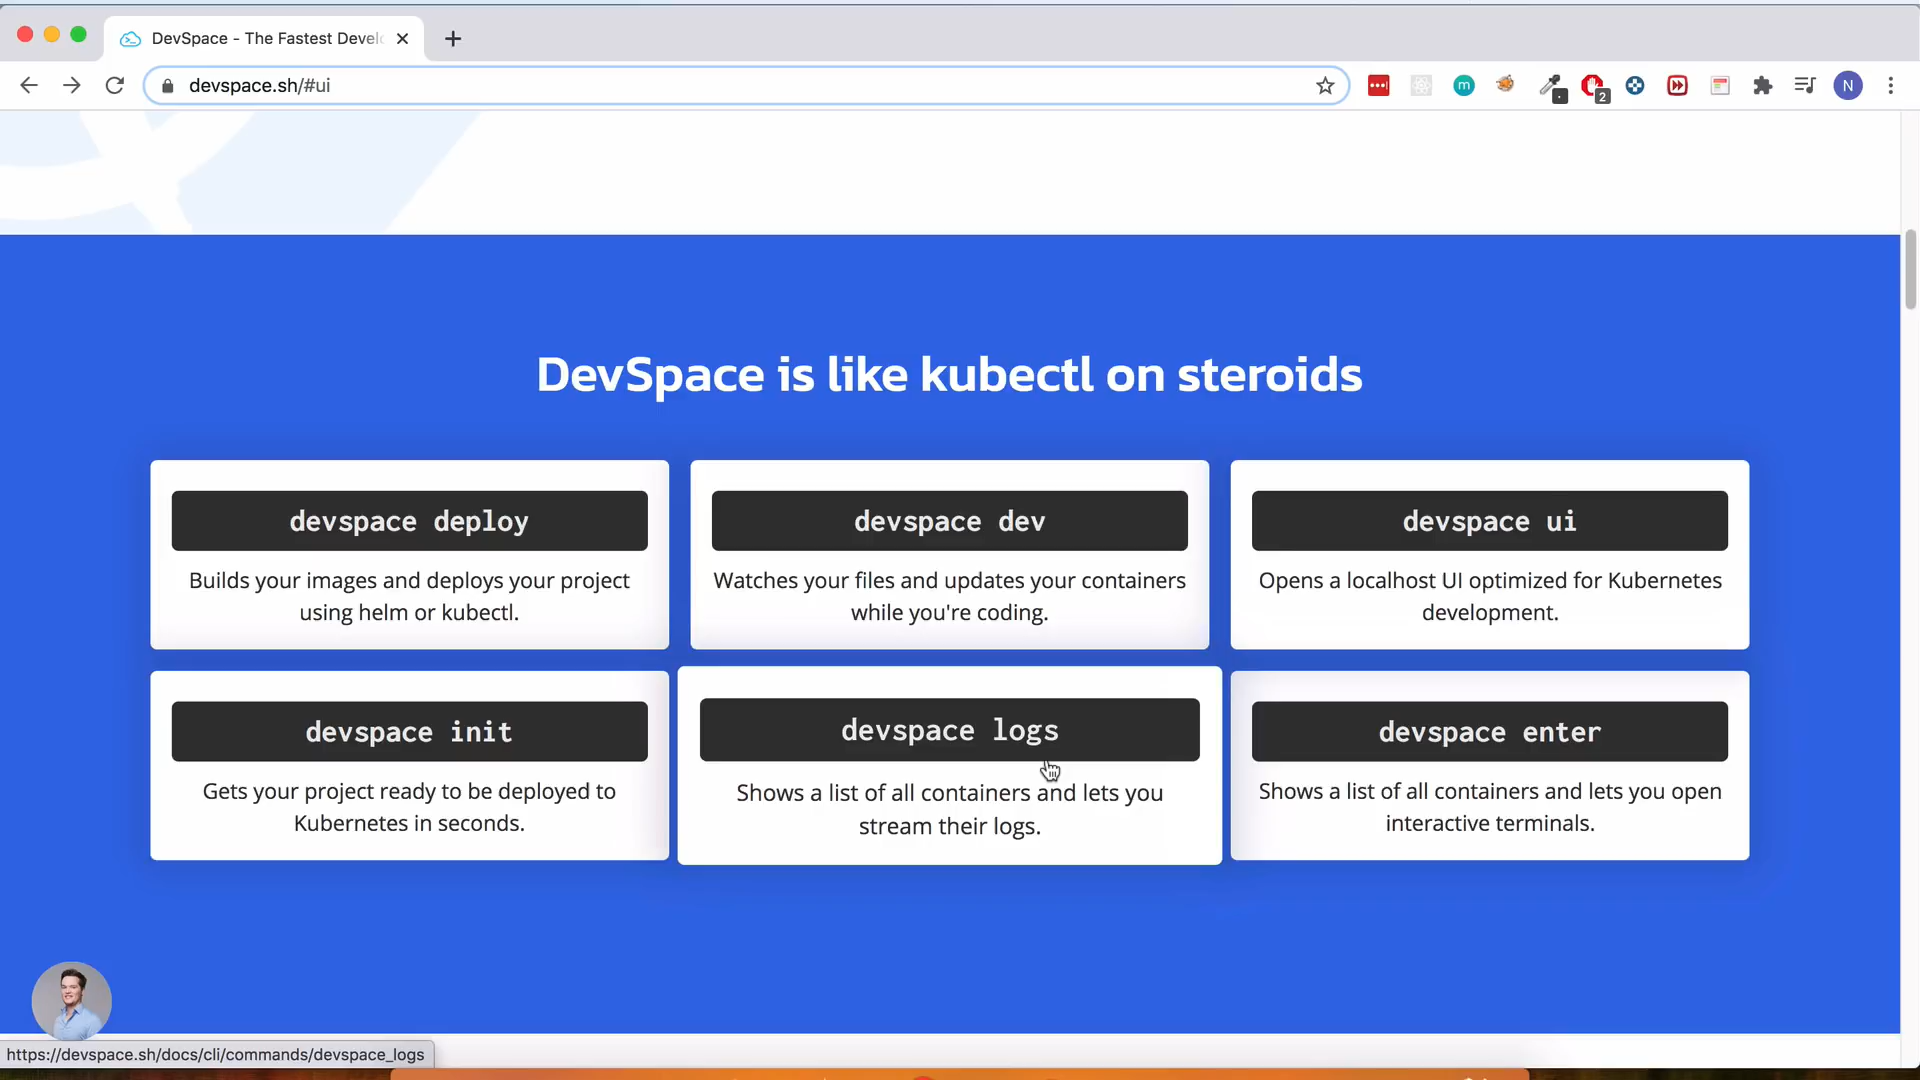 DevSpace - The Fastest Devel
devspace.sh/#ui
m
2
N
DevSpace is like kubectl on steroids
devspace deploy
Builds your images and deploys your project
using helm or kubectl.
devspace dev
Watches your files and updates your containers
while you're coding.
devspace ui
Opens a localhost UI optimized for Kubernetes
development.
devspace init
Gets your project ready to be deployed to
Kubernetes in seconds.
devspace logs
Shows a list of all containers and lets you
stream their logs.
devspace enter
Shows a list of all containers and lets you open
interactive terminals.
https://devspace.sh/docs/cli/commands/devspace_logs